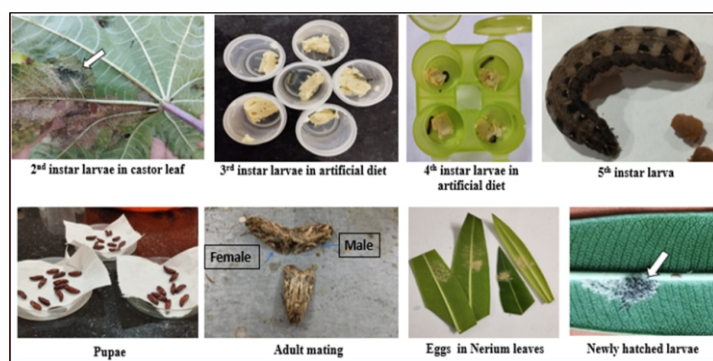 2nd instar larvae in castor leaf
3rd instar larvae in artificial diet
4th instar larvae in
artificial diet
5th instar larva
Female
Male
Pupae
Adult mating
Eggs in Nerium leaves
Newly hatched larvae